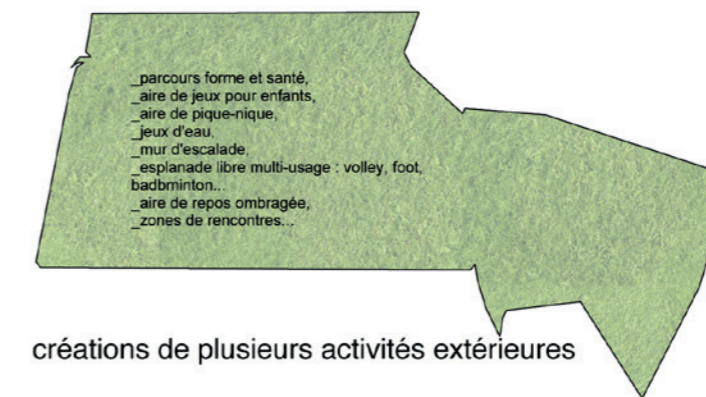 _parcours forme et santé,
_aire de jeux pour enfants,
_aire de pique-nique,
_jeux d'eau,
_mur d'escalade,
_esplanade libre multi-usage : volley, foot,
badbminton...
_aire de repos ombragée,
_zones de rencontres...
créations de plusieurs activités extérieures